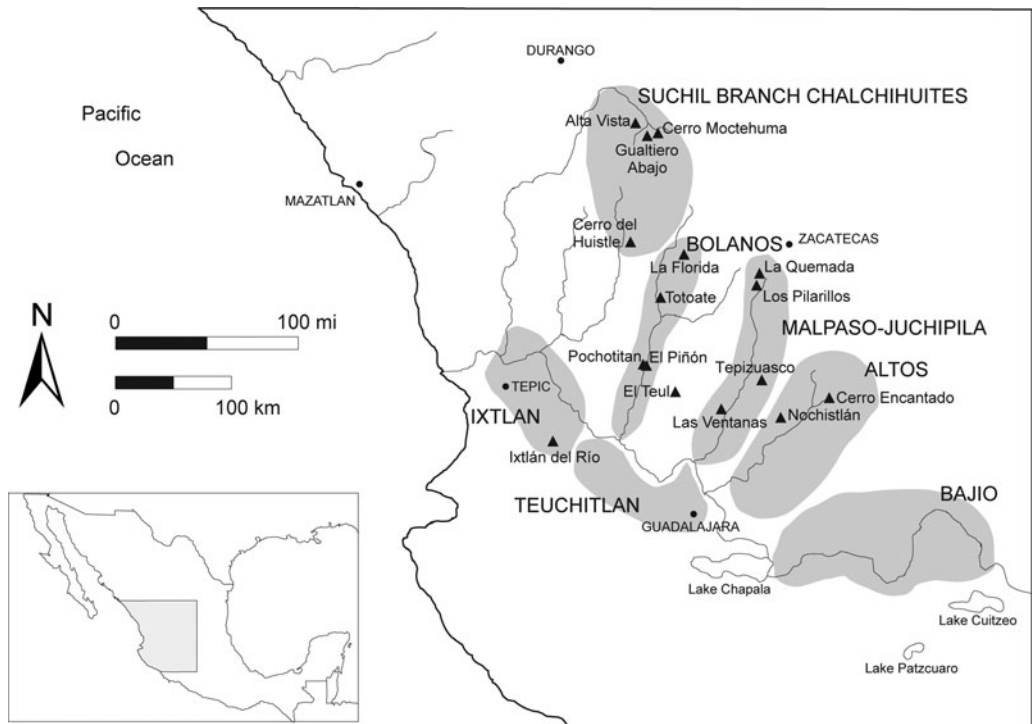 DURANGO
SUCHIL BRANCH CHALCHIHUITES
Pacific
Ocean
Alta Vista
Cerro Moctehuma
Gualtiero
Abajo
MAZATLAN
Cerro del
Huistle
BOLANOS
ZACATECAS
La Florida
La Quemada
Totoate
Los Pilarillos
N
0
100 mi
0
100 km
MALPASO-JUCHIPILA
Pochotitan
El Piñón
Tepizuasco
ALTOS
TEPIC
El Teul
Cerro Encantado
IXTLAN
Las Ventanas
Nochistlán
Ixtlán del Río
TEUCHITLAN
BAJIO
GUADALAJARA
Lake Chapala
Lake Cuitzeo
Lake Patzcuaro